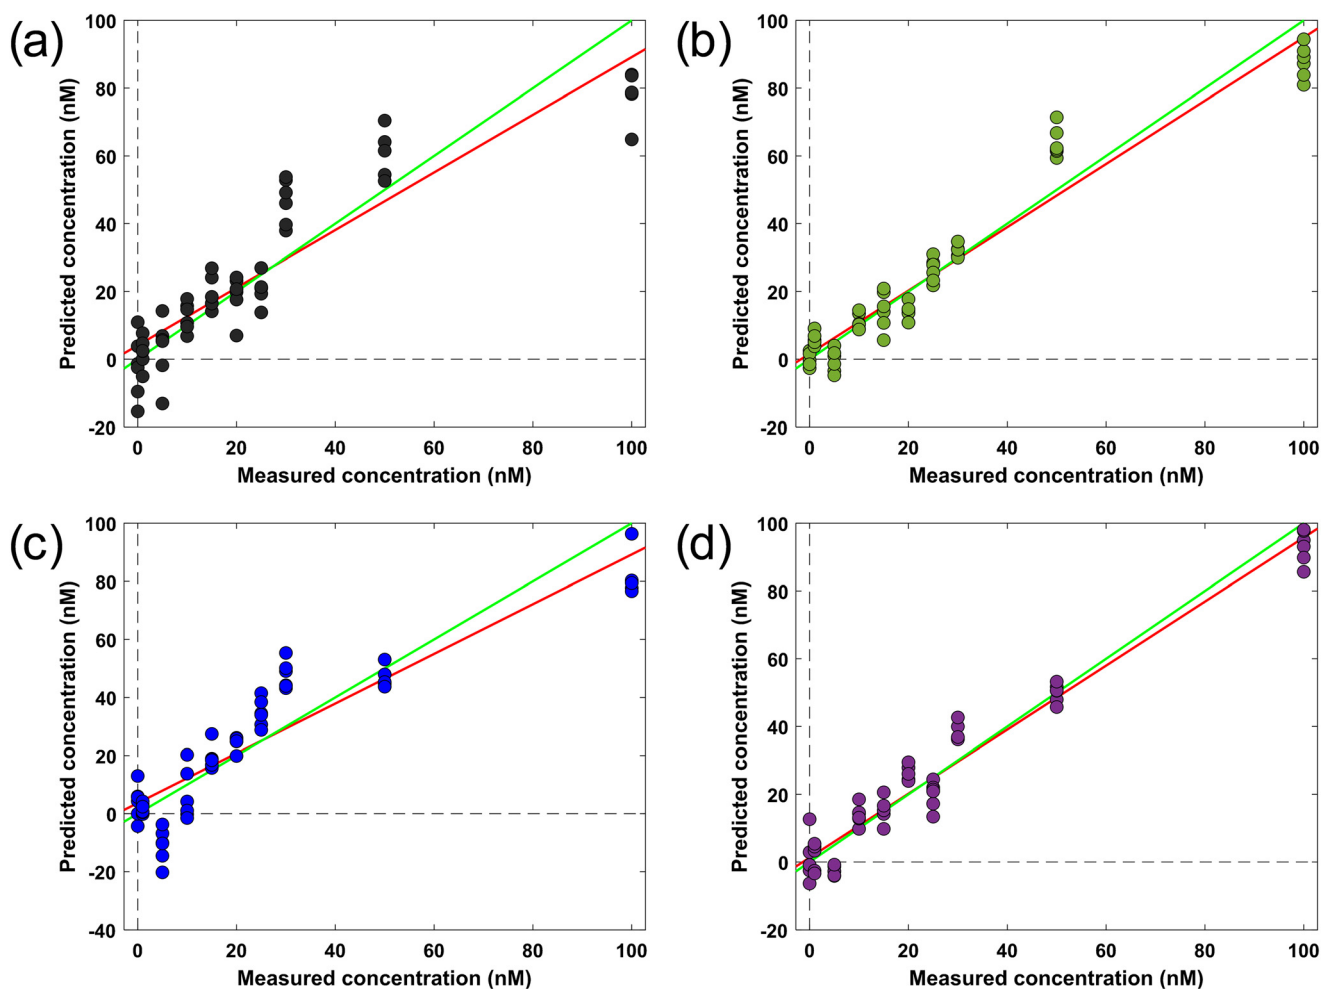 (a)
100
80
60
40
20
0
-20
Predicted concentration (nM)
0 20 40 60 80 100
Measured concentration (nM)
(b)
100
80
60
40
20
0
-20
Predicted concentration (nM)
0 20 40 60 80 100
Measured concentration (nM)
(c)
100
80
60
40
20
0
-20
-40
Predicted concentration (nM)
0 20 40 60 80 100
Measured concentration (nM)
(d)
100
80
60
40
20
0
-20
Predicted concentration (nM)
0 20 40 60 80 100
Measured concentration (nM)